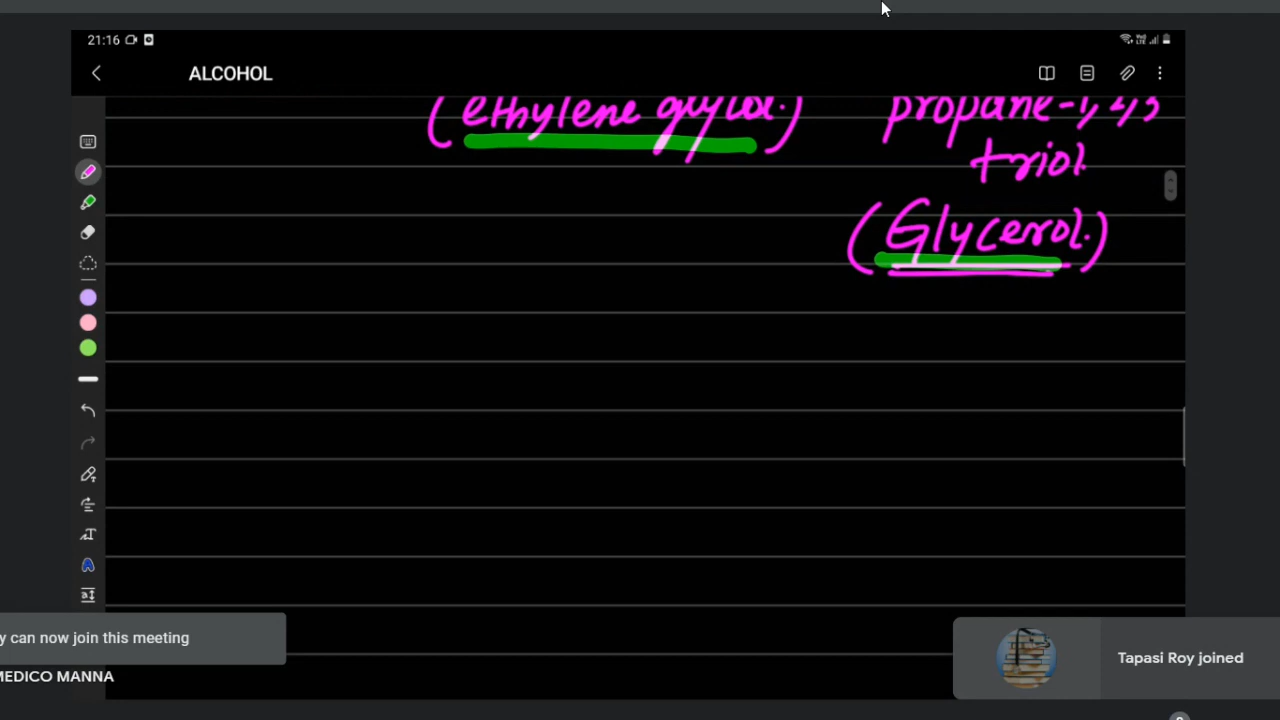 21:16
ALCOHOL
(ethylene glycol.)
propane-1,2,3
triol.
(Glycerol.)
y can now join this meeting
MEDICO MANNA
Tapasi Roy joined